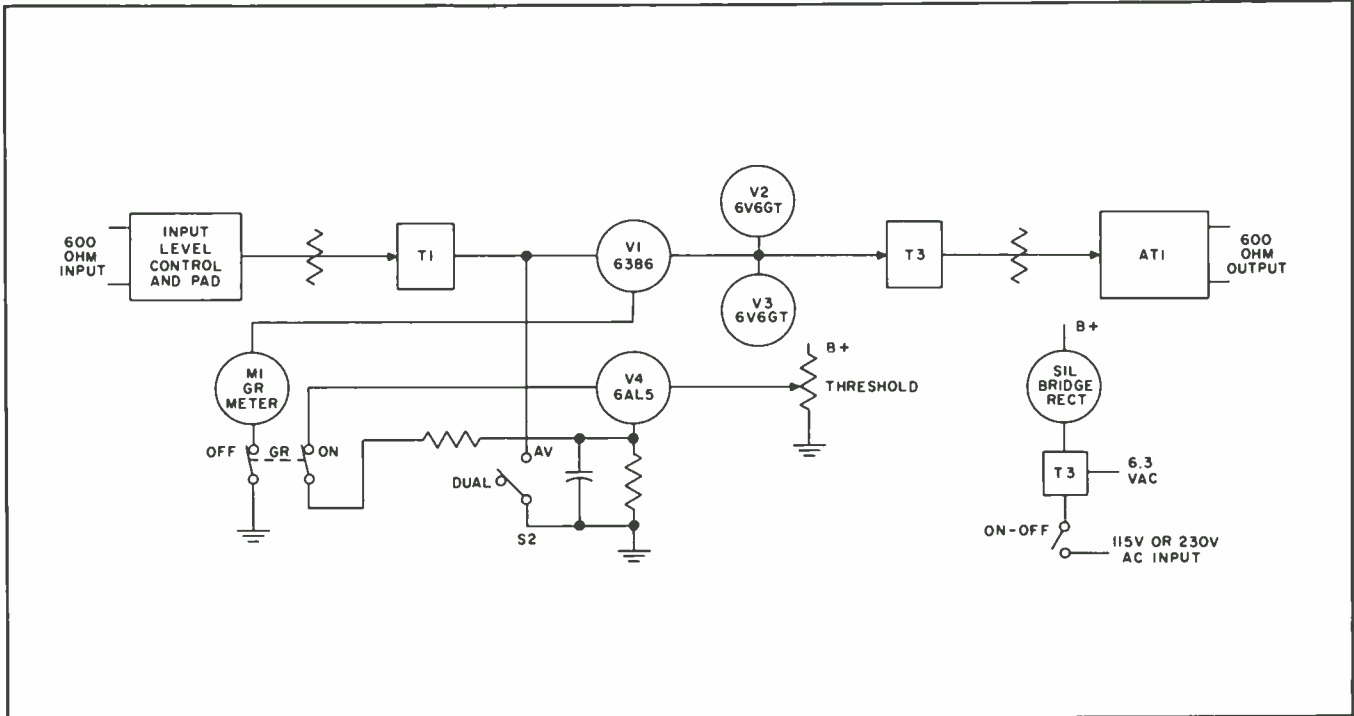 600
OHM
INPUT
INPUT
LEVEL
CONTROL
AND PAD
T1
V1
6386
V2
6V6GT
V3
6V6GT
T3
AT1
600
OHM
OUTPUT
M1
GR
METER
OFF
GR
ON
V4
6AL5
B+
THRESHOLD
AV
DUAL
S2
B+
SIL
BRIDGE
RECT
T3
6.3
VAC
ON-OFF
115V OR 230V
AC INPUT